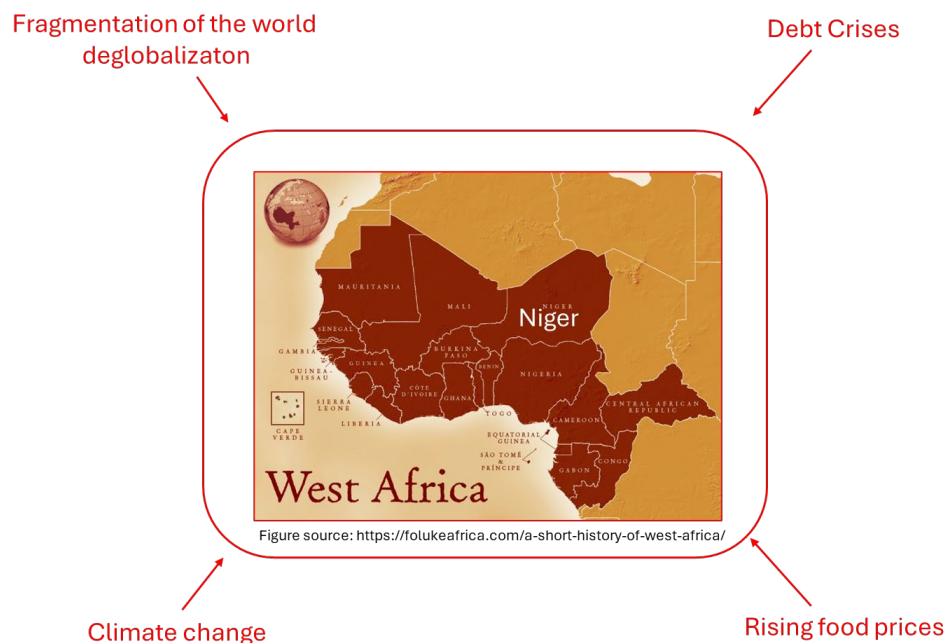 Fragmentation of the world
deglobalizaton
Debt Crises
MAURITANIA
MALI
NIGER
Niger
SENEGAL
GAMBIA
GUINEA-
BISSAU
GUINEA
BURKINA
FASO
BENIN
NIGERIA
SIERRA
LEONE
CÔTE
D'IVOIRE
GHANA
LIBERIA
TOGO
CAPE
VERDE
CENTRAL AFRICAN
REPUBLIC
CAMEROON
EQUATORIAL
GUINEA
SÃO TOMÉ
&
PRÍNCIPE
GABON
CONGO
West Africa
Figure source: https://folukeafrica.com/a-short-history-of-west-africa/
Climate change
Rising food prices